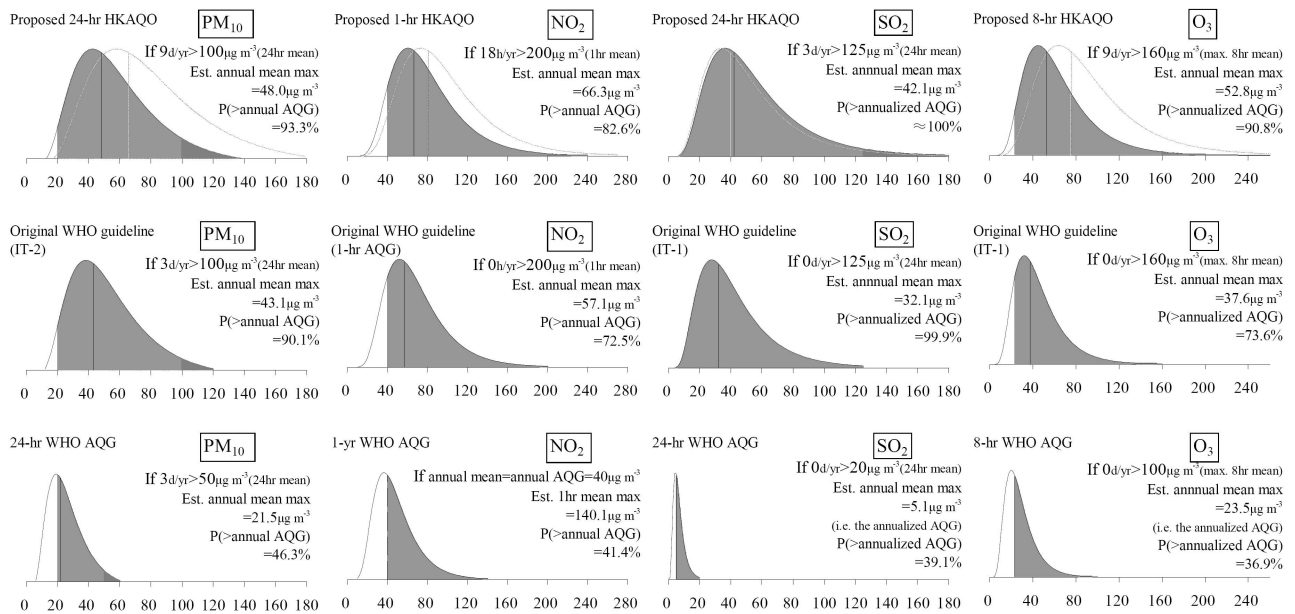 Proposed 24-hr HKAQO
PM10
If 9d/yr>100μg m-3(24hr mean)
Est. annual mean max
=48.0μg m-3
P(>annual AQG)
=93.3%
0 20 40 60 80 100 120 140 160 180
Proposed 1-hr HKAQO
NO2
If 18h/yr>200μg m-3(1hr mean)
Est. annual mean max
=66.3μg m-3
P(>annual AQG)
=82.6%
0 40 80 120 160 200 240 280
Proposed 24-hr HKAQO
SO2
If 3d/yr>125μg m-3(24hr mean)
Est. annnual mean max
=42.1μg m-3
P(>annualized AQG)
≈100%
0 20 40 60 80 100 120 140 160 180
Proposed 8-hr HKAQO
O3
If 9d/yr>160μg m-3(max. 8hr mean)
Est. annual mean max
=52.8μg m-3
P(>annualized AQG)
=90.8%
0 40 80 120 160 200 240
Original WHO guideline
(IT-2)
PM10
If 3d/yr>100μg m-3(24hr mean)
Est. annual mean max
=43.1μg m-3
P(>annual AQG)
=90.1%
0 20 40 60 80 100 120 140 160 180
Original WHO guideline
(1-hr AQG)
NO2
If 0h/yr>200μg m-3(1hr mean)
Est. annual mean max
=57.1μg m-3
P(>annual AQG)
=72.5%
0 40 80 120 160 200 240 280
Original WHO guideline
(IT-1)
SO2
If 0d/yr>125μg m-3(24hr mean)
Est. annual mean max
=32.1μg m-3
P(>annualized AQG)
=99.9%
0 20 40 60 80 100 120 140 160 180
Original WHO guideline
(IT-1)
O3
If 0d/yr>160μg m-3(max. 8hr mean)
Est. annual mean max
=37.6μg m-3
P(>annualized AQG)
=73.6%
0 40 80 120 160 200 240
24-hr WHO AQG
PM10
If 3d/yr>50μg m-3(24hr mean)
Est. annual mean max
=21.5μg m-3
P(>annual AQG)
=46.3%
0 20 40 60 80 100 120 140 160 180
1-yr WHO AQG
NO2
If annual mean=annual AQG=40μg m-3
Est. 1hr mean max
=140.1μg m-3
P(>annual AQG)
=41.4%
0 40 80 120 160 200 240 280
24-hr WHO AQG
SO2
If 0d/yr>20μg m-3(24hr mean)
Est. annual mean max
=5.1μg m-3
(i.e. the annualized AQG)
P(>annualized AQG)
=39.1%
0 20 40 60 80 100 120 140 160 180
8-hr WHO AQG
O3
If 0d/yr>100μg m-3(max. 8hr mean)
Est. annnual mean max
=23.5μg m-3
(i.e. the annualized AQG)
P(>annualized AQG)
=36.9%
0 40 80 120 160 200 240